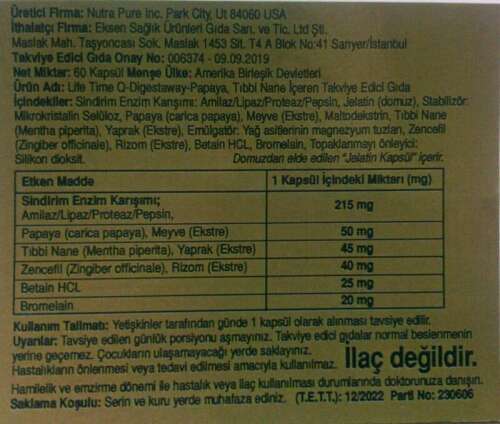 Üretici Firma: Nutra Pure Inc. Park City, Ut 84060 USA
İthalatçı Firma: Eksen Sağlık Ürünleri Gıda San. ve Tic. Ltd Şti.
Maslak Mah. Taşyoncası Sok. Maslak 1453 Sit. T4 A Blok No:41 Sarıyer/İstanbul
Takviye Edici Gıda Onay No: 006374 - 09.09.2019
Net Miktar: 60 Kapsül Menşe Ülke: Amerika Birleşik Devletleri
Ürün Adı: Life Time Q-Digestaway-Papaya, Tıbbi Nane İçeren Takviye Edici Gıda
İçindekiler: Sindirim Enzim Karışımı: Amilaz/Lipaz/Proteaz/Pepsin, Jelatin (domuz), Stabilizör:
Mikrokristalin Selüloz, Papaya (carica papaya), Meyve (Ekstre), Maltodekstrin, Tıbbi Nane
(Mentha piperita), Yaprak (Ekstre), Emülgatör: Yağ asitlerinin magnezyum tuzları, Zencefil
(Zingiber officinale), Rizom (Ekstre), Betain HCL, Bromelain, Topaklanmayı önleyici:
Silikon dioksit. Domuzdan elde edilen "Jelatin Kapsül" içerir.
Etken Madde 1 Kapsül İçindeki Miktarı (mg)
Sindirim Enzim Karışımı;
Amilaz/Lipaz/Proteaz/Pepsin, 215 mg
Papaya (carica papaya), Meyve (Ekstre) 50 mg
Tıbbi Nane (Mentha piperita), Yaprak (Ekstre) 45 mg
Zencefil (Zingiber officinale), Rizom (Ekstre) 40 mg
Betain HCL 25 mg
Bromelain 20 mg
Kullanım Talimatı: Yetişkinler tarafından günde 1 kapsül olarak alınması tavsiye edilir.
Uyarılar: Tavsiye edilen günlük porsiyonu aşmayınız. Takviye edici gıdalar normal beslenmenin
yerine geçemez. Çocukların ulaşamayacağı yerde saklayınız.
Hastalıkların önlenmesi veya tedavi edilmesi amacıyla kullanılmaz. İlaç değildir.
Hamilelik ve emzirme dönemi ile hastalık veya ilaç kullanılması durumlarında doktorunuza danışın.
Saklama Koşulu: Serin ve kuru yerde muhafaza ediniz. (T.E.T.T.): 12/2022 Parti No: 230606